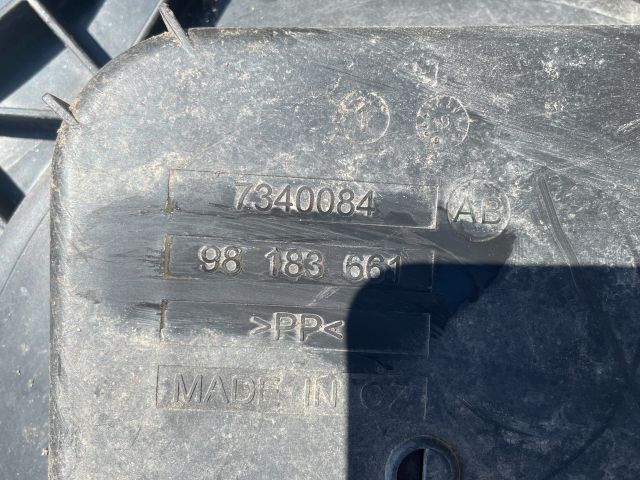 7340084
AB
98 183 661
>PP<
MADE IN CZ